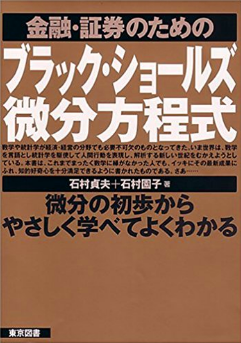 金融・証券のための
ブラック・ショールズ
微分方程式
数学や統計学が経済・経営の分野でも必要不可欠のものとなってきた。いま世界は、数学
を言語とし統計学を駆使して人間行動を表現し、解析する新しい世紀をむかえようとし
ている。本書は、これまでまったく数学に縁がなかった人でも、イッキにその最新成果に
ふれ、知的好奇心を十分満足できるように書かれたものである。さあ……
石村貞夫+石村園子 著
微分の初歩から
やさしく学べてよくわかる
東京図書